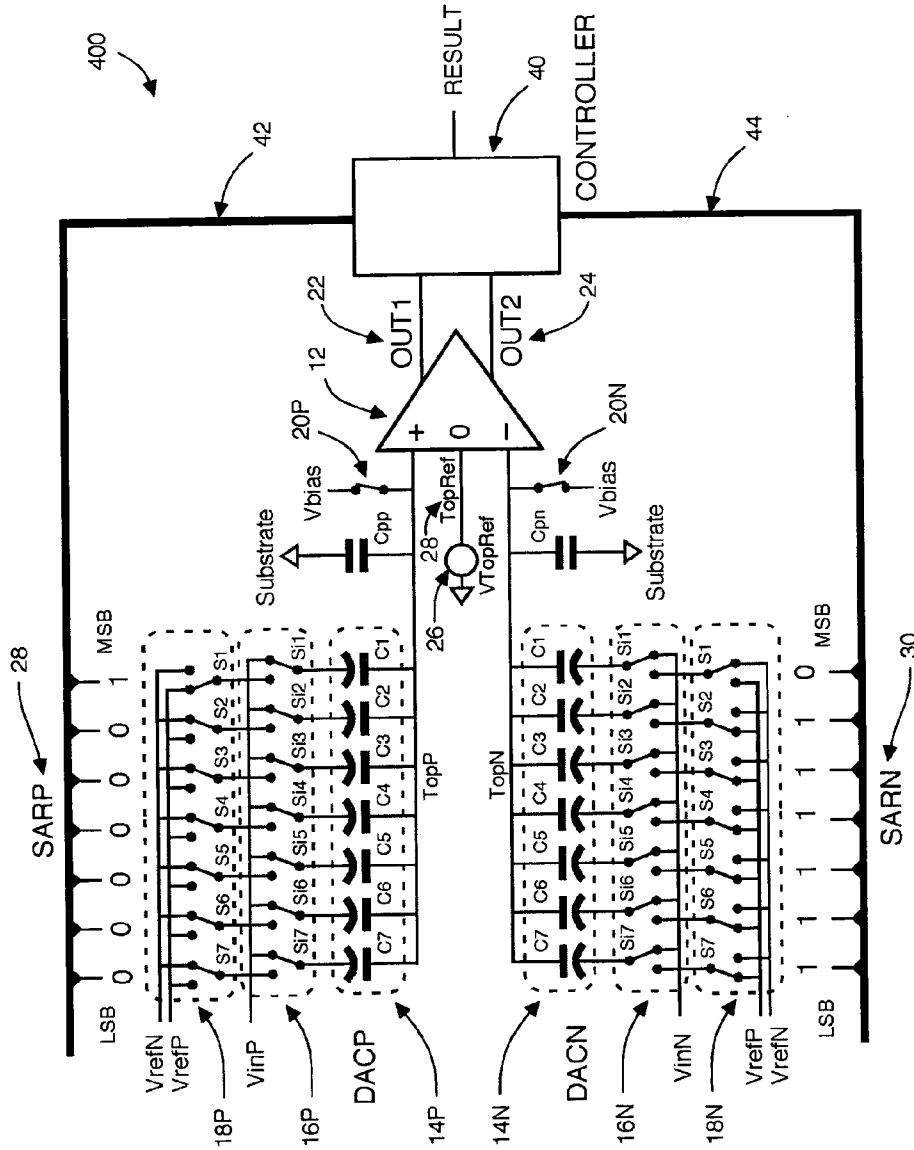 400
42
SARP
28
LSB
MSB
0 0 0 0 0 0 1
VrefN
VrefP
S7 S6 S5 S4 S3 S2 S1
18P
VinP
Si7 Si6 Si5 Si4 Si3 Si2 Si1
16P
DACP
C7 C6 C5 C4 C3 C2 C1
14P
TopP
Substrate
Cpp
Vbias
20P
12
22
OUT1
RESULT
40
CONTROLLER
+
0
−
28
TopRef
26
VTopRef
OUT2
24
TopN
Cpn
Substrate
Vbias
20N
14N
C7 C6 C5 C4 C3 C2 C1
DACN
16N
Si7 Si6 Si5 Si4 Si3 Si2 Si1
VinN
18N
S7 S6 S5 S4 S3 S2 S1
VrefP
VrefN
1 1 1 1 1 1 0
LSB
MSB
SARN
30
44